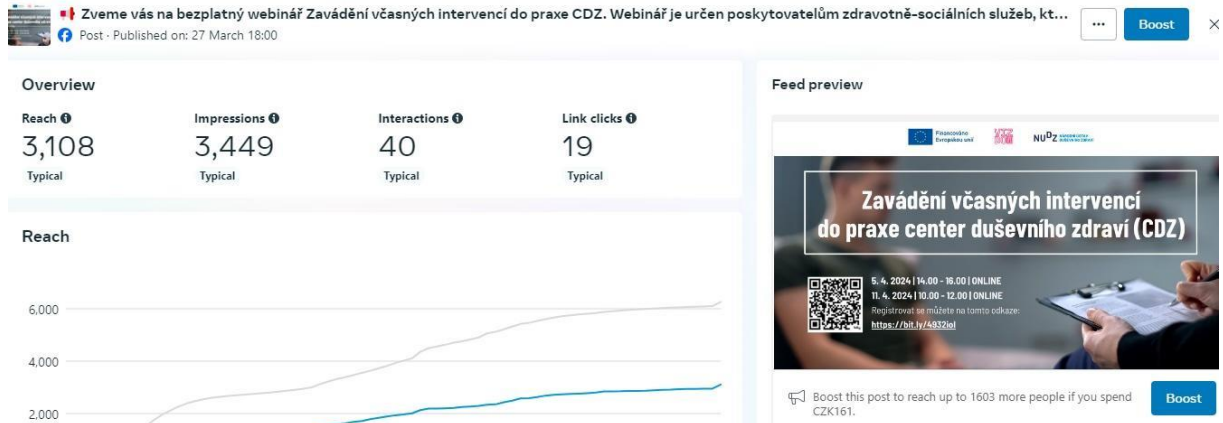 Zveme vás na bezplatný webinář Zavádění včasných intervencí do praxe CDZ. Webinář je určen poskytovatelům zdravotně-sociálních služeb, kt...
Post · Published on: 27 March 18:00
Boost
Overview
Reach
Impressions
Interactions
Link clicks
3,108
3,449
40
19
Typical
Typical
Typical
Typical
Reach
6,000
4,000
2,000
Feed preview
Financováno
Evropskou unií
NUDZ
Zavádění včasných intervencí
do praxe center duševního zdraví (CDZ)
5. 4. 2024 | 14.00 - 16.00 | ONLINE
11. 4. 2024 | 10.00 - 12.00 | ONLINE
Registrovat se můžete na tomto odkaze:
https://bit.ly/4932iol
Boost this post to reach up to 1603 more people if you spend
CZK161.
Boost